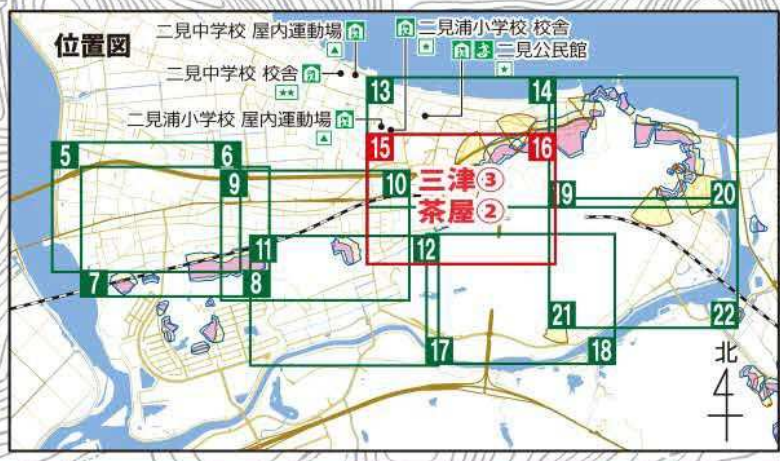 位置図
二見中学校 屋内運動場
▲
二見浦小学校 校舎
★
二見公民館
★
二見中学校 校舎
★★
二見浦小学校 屋内運動場
▲
13
14
15
16
5
6
9
10
三津③
茶屋②
19
20
11
12
7
8
21
22
17
18
北